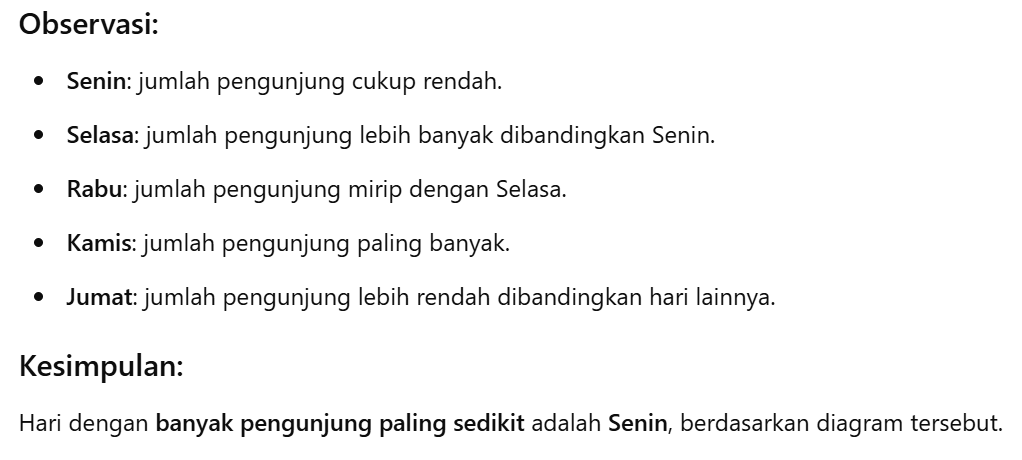 Observasi:
• Senin: jumlah pengunjung cukup rendah.
• Selasa: jumlah pengunjung lebih banyak dibandingkan Senin.
• Rabu: jumlah pengunjung mirip dengan Selasa.
• Kamis: jumlah pengunjung paling banyak.
• Jumat: jumlah pengunjung lebih rendah dibandingkan hari lainnya.
Kesimpulan:
Hari dengan banyak pengunjung paling sedikit adalah Senin, berdasarkan diagram tersebut.